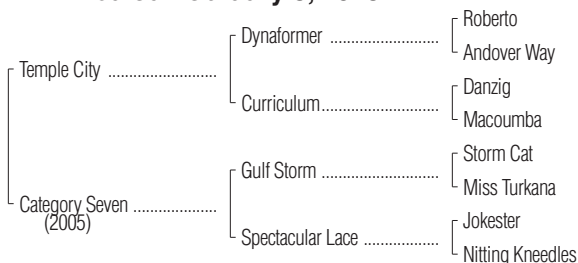 Roberto
Dynaformer
Andover Way
Temple City
Danzig
Curriculum
Macoumba
Storm Cat
Gulf Storm
Miss Turkana
Category Seven
(2005)
Jokester
Spectacular Lace
Nitting Kneedles